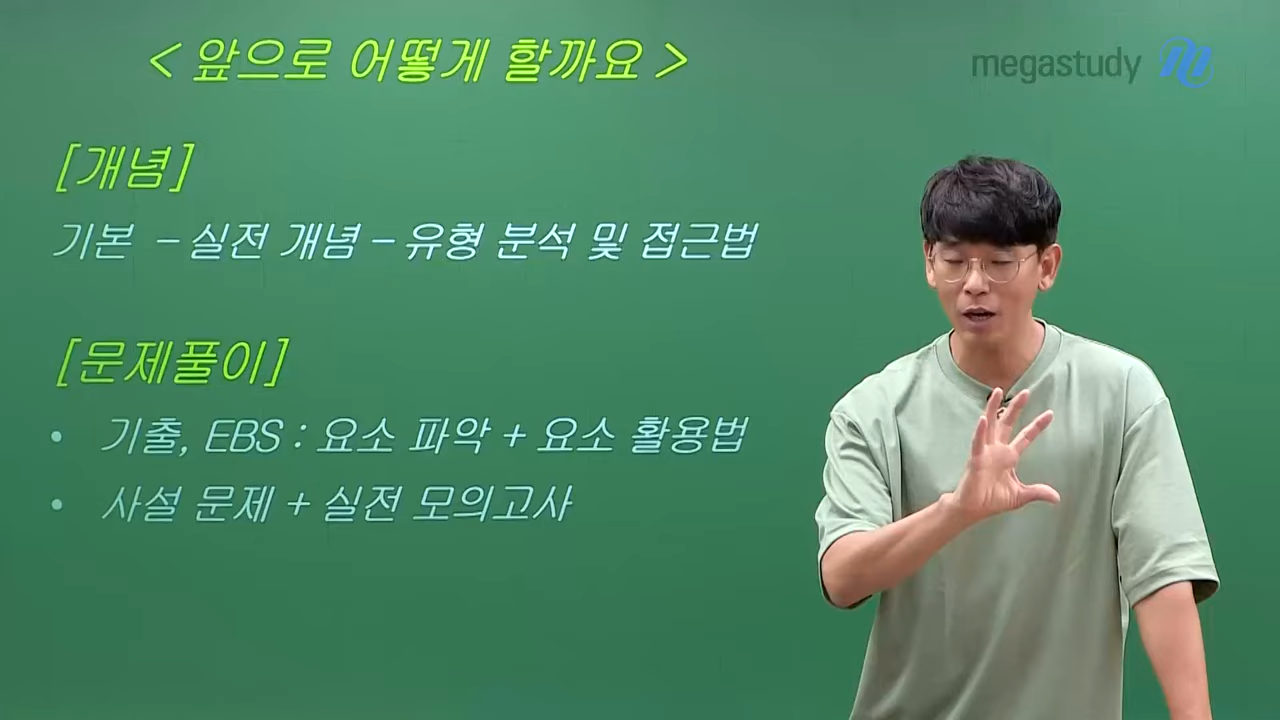 < 앞으로 어떻게 할까요 >
megastudy
[개념]
기본 - 실전 개념 - 유형 분석 및 접근법
[문제풀이]
• 기출, EBS : 요소 파악 + 요소 활용법
• 사설 문제 + 실전 모의고사